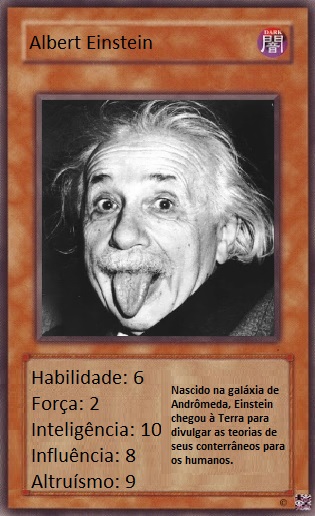 Albert Einstein
DARK
闇
Habilidade: 6
Força: 2
Inteligência: 10
Influência: 8
Altruísmo: 9
Nascido na galáxia de
Andrômeda, Einstein
chegou à Terra para
divulgar as teorias de
seus conterrâneos para
os humanos.
©